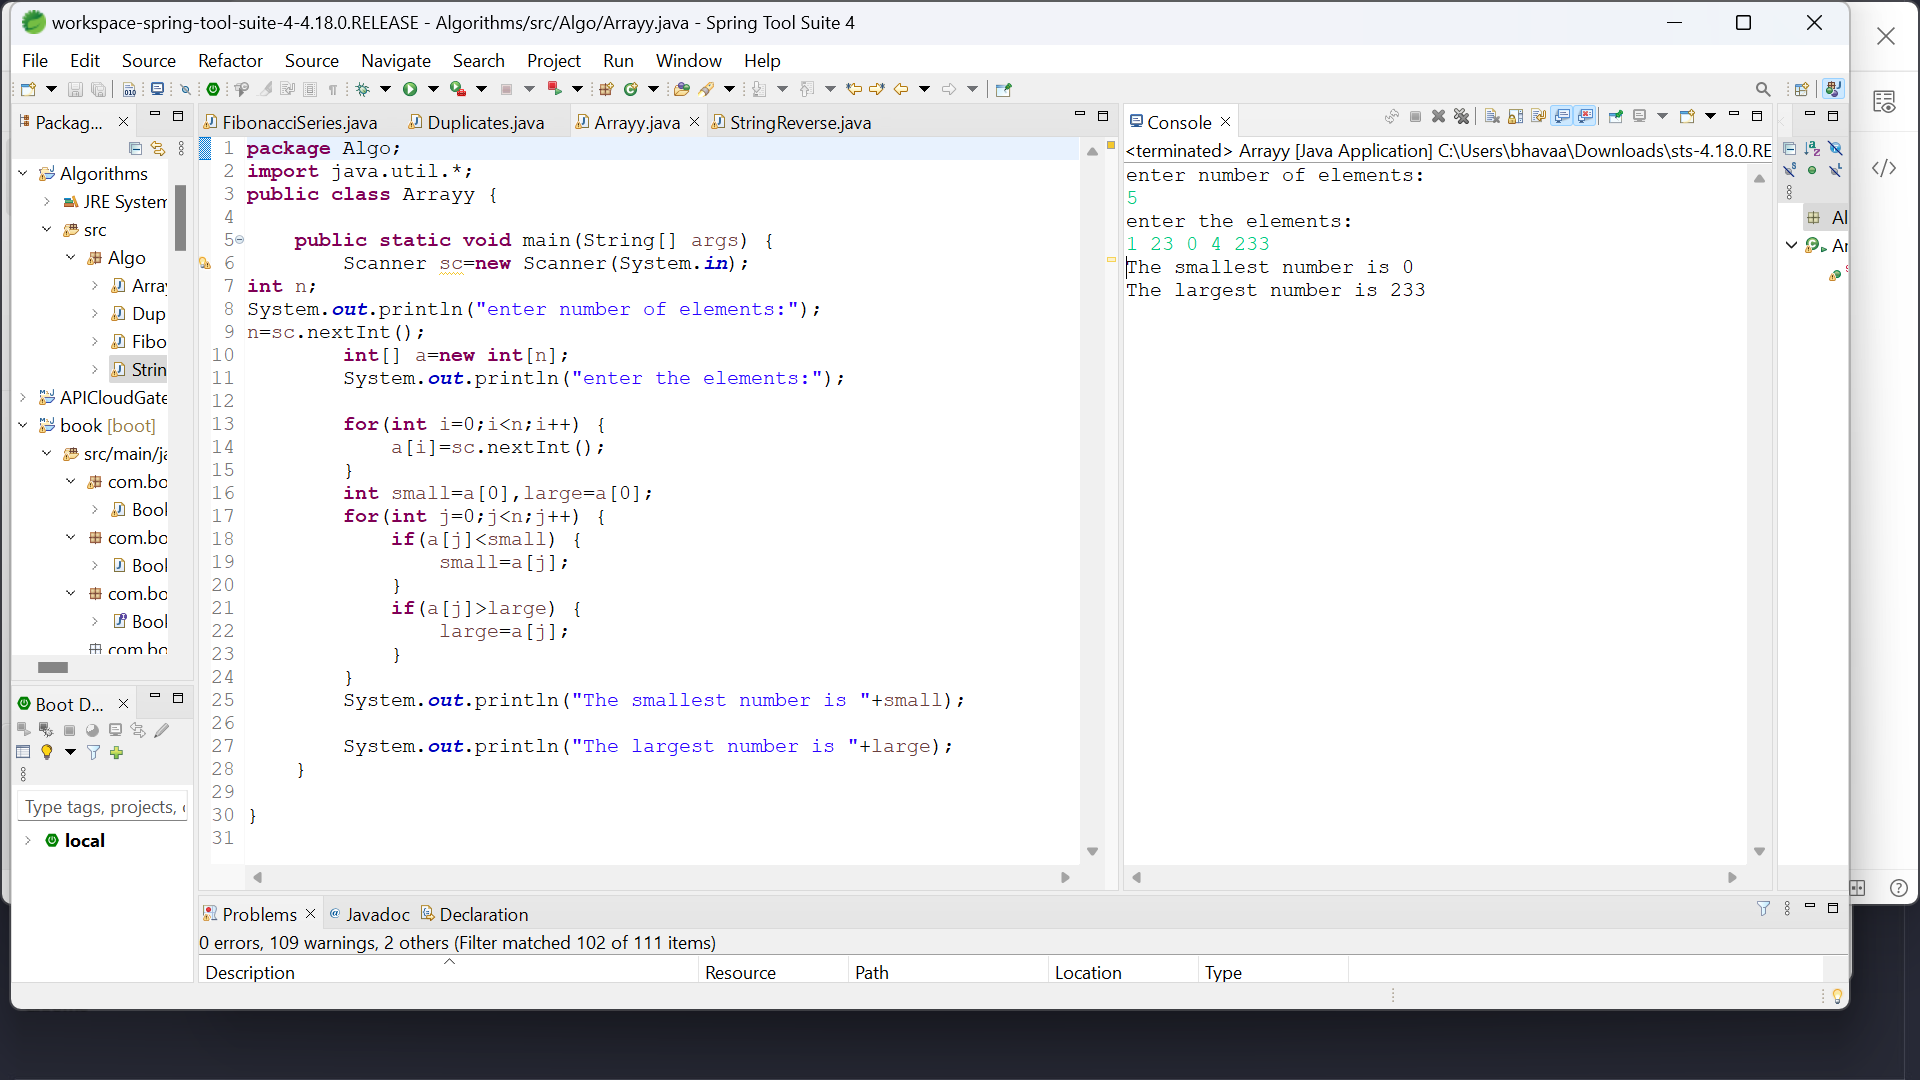 workspace-spring-tool-suite-4-4.18.0.RELEASE - Algorithms/src/Algo/Arrayy.java - Spring Tool Suite 4
File Edit Source Refactor Source Navigate Search Project Run Window Help
Packag...
Algorithms
JRE System
src
Algo
Array
Dup
Fibo
Strin
APICloudGate
book [boot]
src/main/ja
com.bo
Bool
com.bo
Bool
com.bo
Bool
com.bo
Boot D...
Type tags, projects,
local
FibonacciSeries.java Duplicates.java Arrayy.java StringReverse.java
1 package Algo;
2 import java.util.*;
3 public class Arrayy {
4
5 public static void main(String[] args) {
6 Scanner sc=new Scanner(System.in);
7 int n;
8 System.out.println("enter number of elements:");
9 n=sc.nextInt();
10 int[] a=new int[n];
11 System.out.println("enter the elements:");
12
13 for(int i=0;i<n;i++) {
14 a[i]=sc.nextInt();
15 }
16 int small=a[0],large=a[0];
17 for(int j=0;j<n;j++) {
18 if(a[j]<small) {
19 small=a[j];
20 }
21 if(a[j]>large) {
22 large=a[j];
23 }
24 }
25 System.out.println("The smallest number is "+small);
26
27 System.out.println("The largest number is "+large);
28 }
29
30 }
31
Console
<terminated> Arrayy [Java Application] C:\Users\bhavaa\Downloads\sts-4.18.0.RE
enter number of elements:
5
enter the elements:
1 23 0 4 233
The smallest number is 0
The largest number is 233
Al
Ar
Problems Javadoc Declaration
0 errors, 109 warnings, 2 others (Filter matched 102 of 111 items)
Description Resource Path Location Type